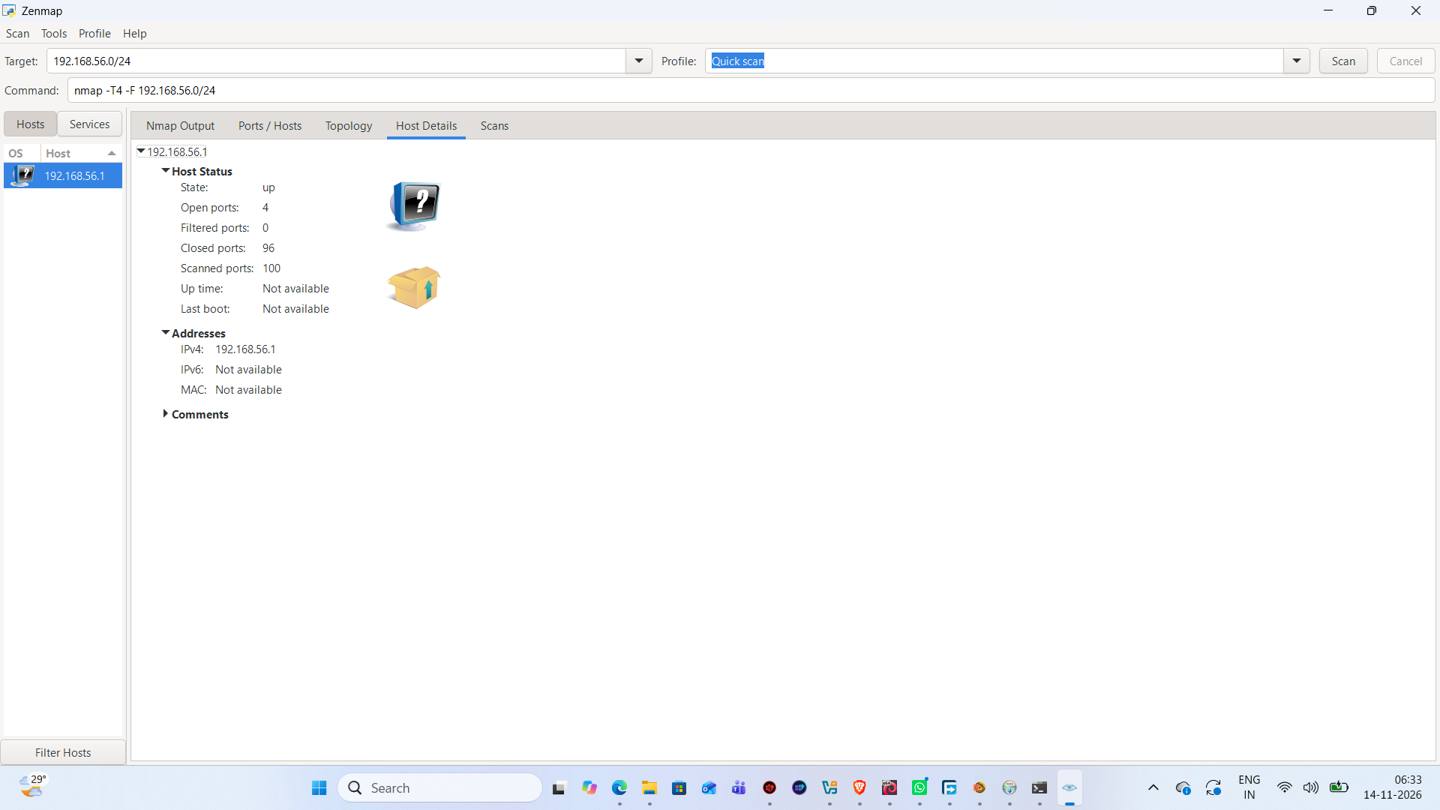 Zenmap
Scan Tools Profile Help
Target: 192.168.56.0/24 Profile: Quick scan Scan Cancel
Command: nmap -T4 -F 192.168.56.0/24
Hosts Services Nmap Output Ports / Hosts Topology Host Details Scans
OS Host
192.168.56.1
192.168.56.1
Host Status
State: up
Open ports: 4
Filtered ports: 0
Closed ports: 96
Scanned ports: 100
Up time: Not available
Last boot: Not available
Addresses
IPv4: 192.168.56.1
IPv6: Not available
MAC: Not available
Comments
Filter Hosts
29°
Search
ENG
IN
06:33
14-11-2026